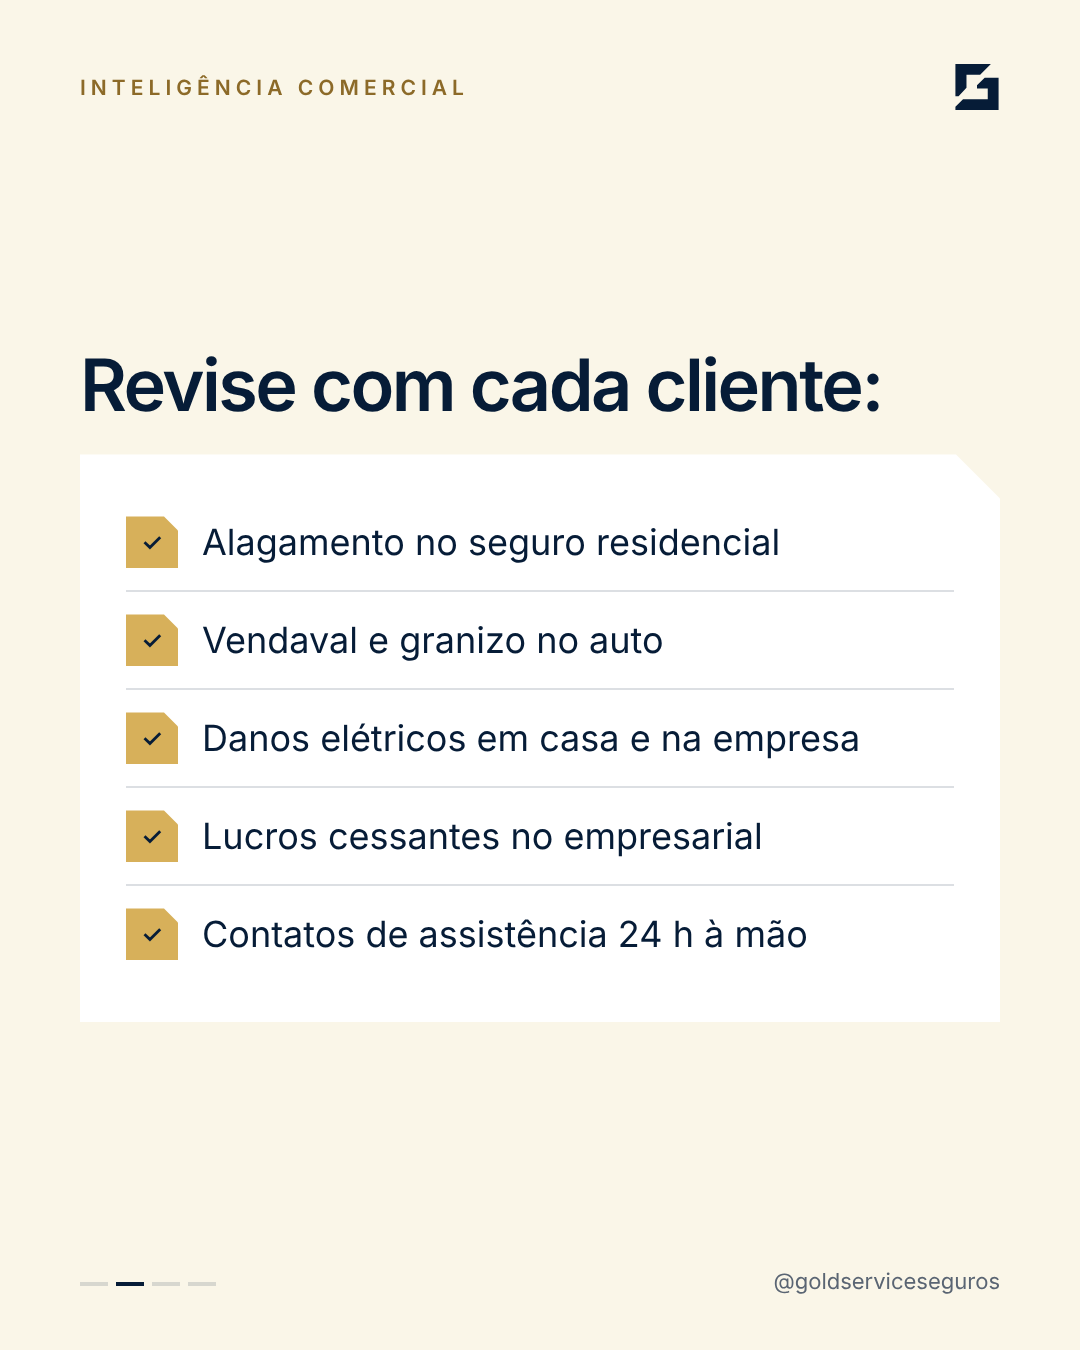 INTELIGÊNCIA COMERCIAL
Revise com cada cliente:
Alagamento no seguro residencial
Vendaval e granizo no auto
Danos elétricos em casa e na empresa
Lucros cessantes no empresarial
Contatos de assistência 24 h à mão
@goldserviceseguros